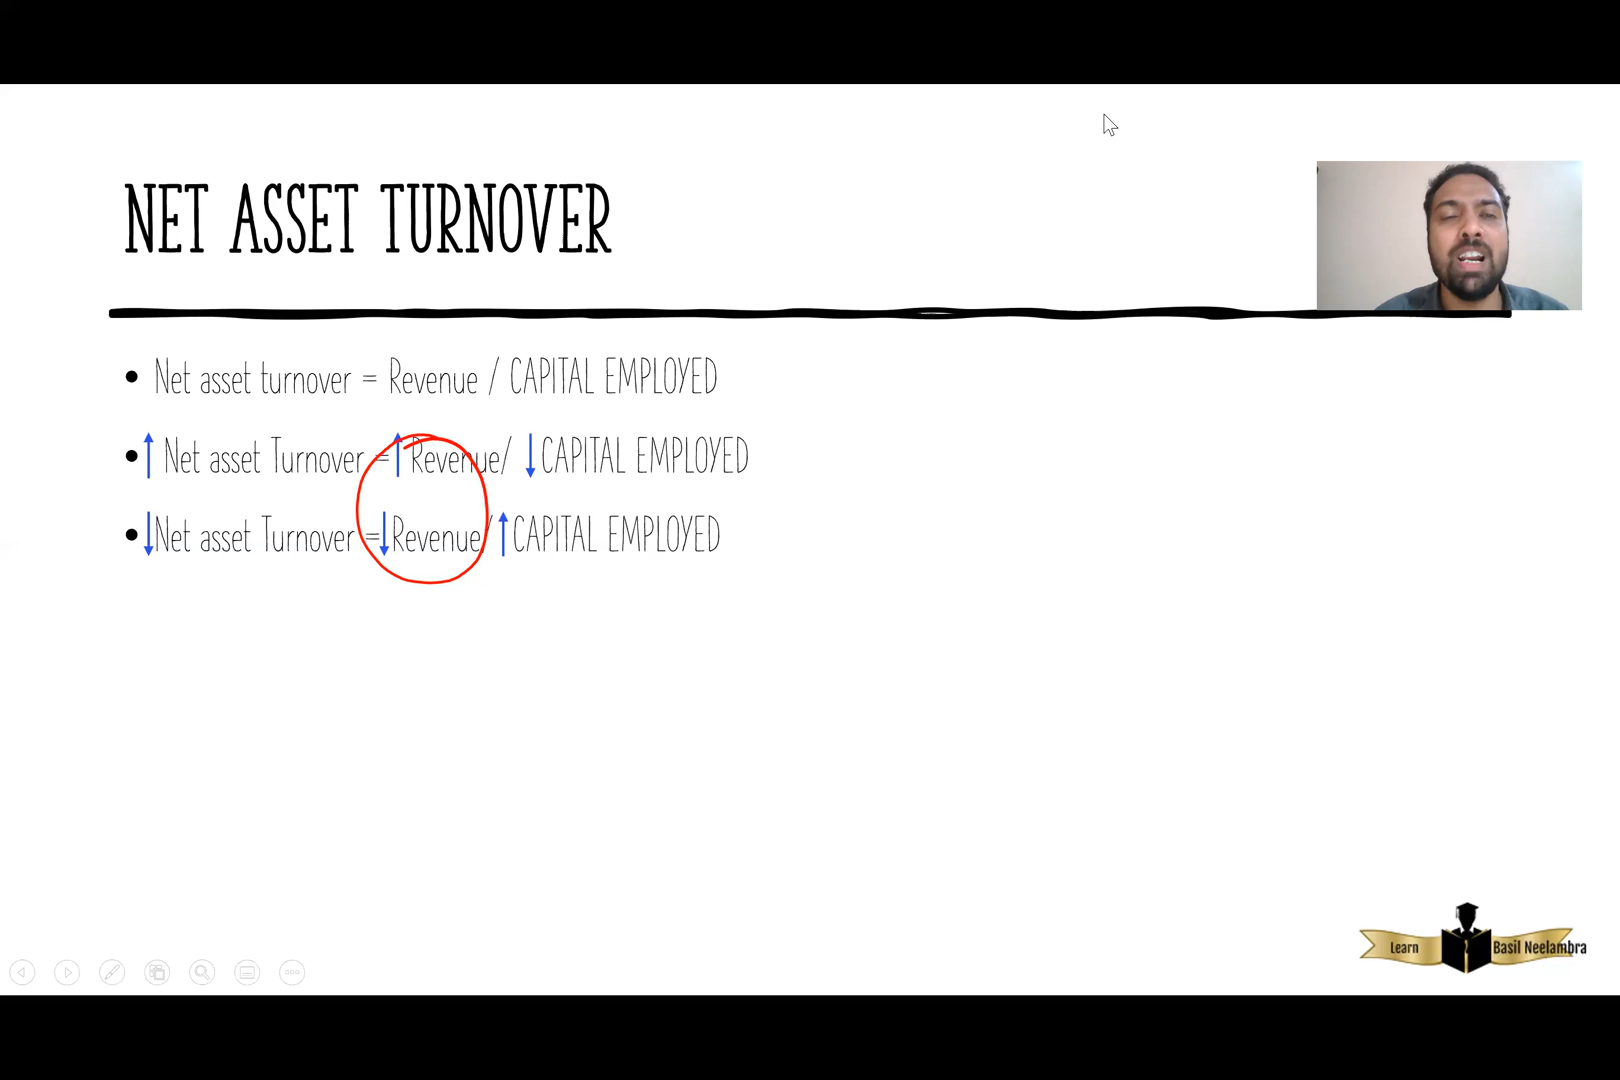 NET ASSET TURNOVER
• Net asset turnover = Revenue / CAPITAL EMPLOYED
• ↑ Net asset Turnover =↑ Revenue/ ↓CAPITAL EMPLOYED
• ↓Net asset Turnover =↓Revenue/ ↑CAPITAL EMPLOYED
Learn Basil Neelambra